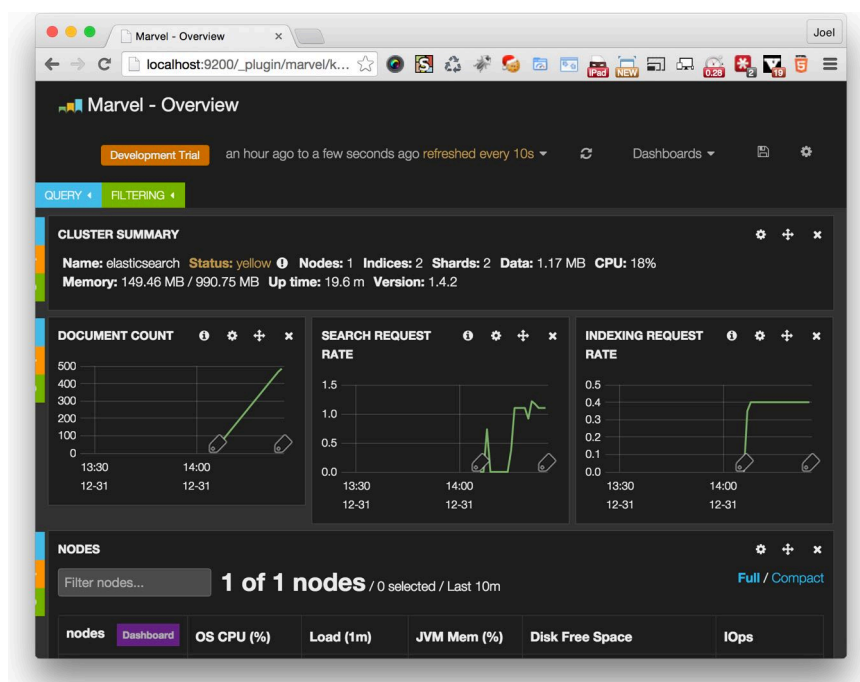 Marvel - Overview
Joel
localhost:9200/_plugin/marvel/k...
iPad
NEW
0.28
2
19
Marvel - Overview
Development Trial an hour ago to a few seconds ago refreshed every 10s Dashboards
QUERY FILTERING
CLUSTER SUMMARY
Name: elasticsearch Status: yellow Nodes: 1 Indices: 2 Shards: 2 Data: 1.17 MB CPU: 18%
Memory: 149.46 MB / 990.75 MB Up time: 19.6 m Version: 1.4.2
DOCUMENT COUNT
500
400
300
200
100
0
13:30 14:00
12-31 12-31
SEARCH REQUEST
RATE
1.5
1.0
0.5
0.0
13:30 14:00
12-31 12-31
INDEXING REQUEST
RATE
0.5
0.4
0.3
0.2
0.1
0.0
13:30 14:00
12-31 12-31
NODES
Filter nodes... 1 of 1 nodes / 0 selected / Last 10m Full / Compact
nodes Dashboard OS CPU (%) Load (1m) JVM Mem (%) Disk Free Space IOps